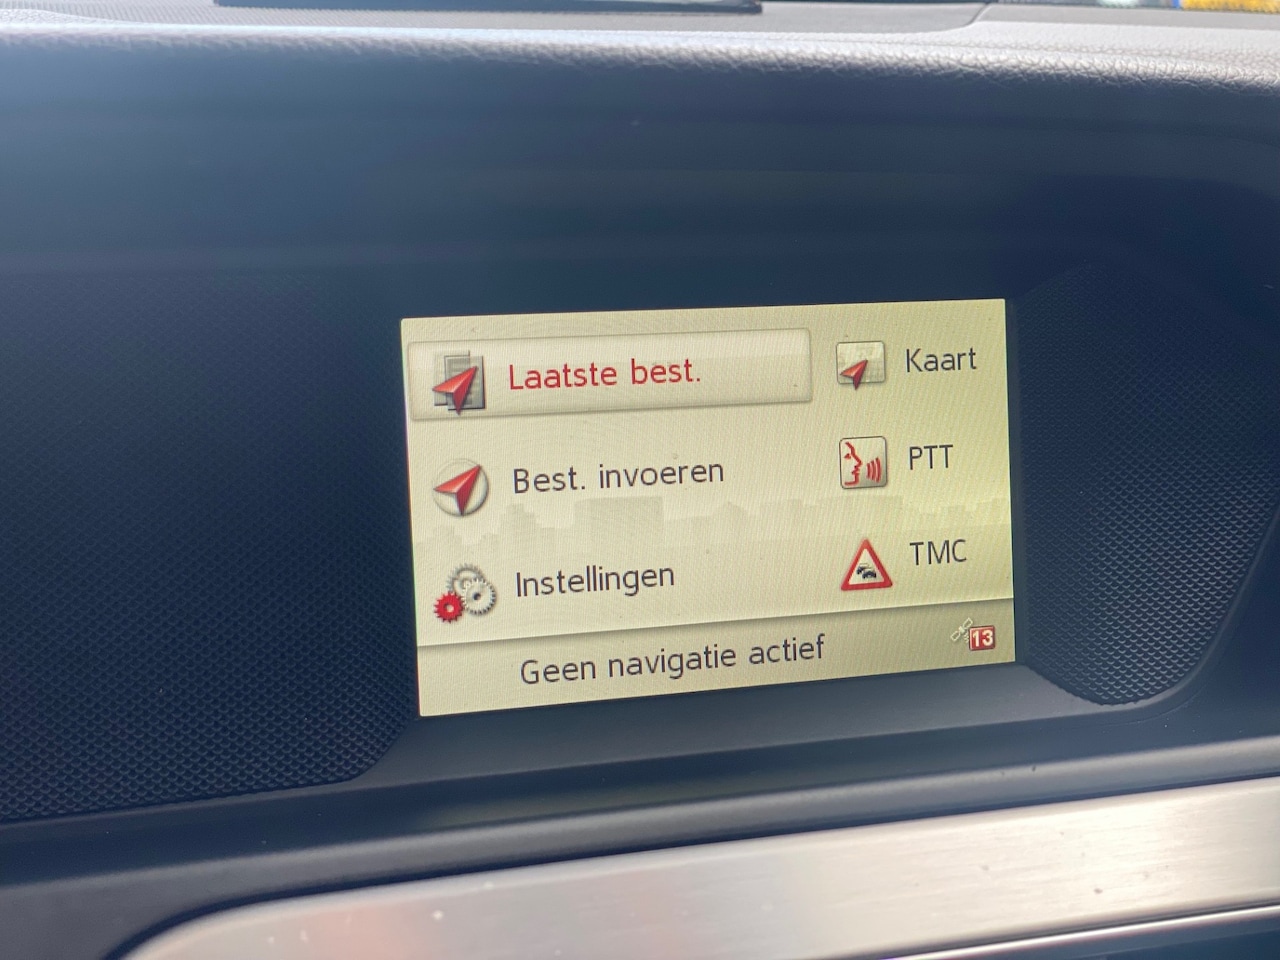 Laatste best.
Best. invoeren
Instellingen
Kaart
PTT
TMC
Geen navigatie actief
13